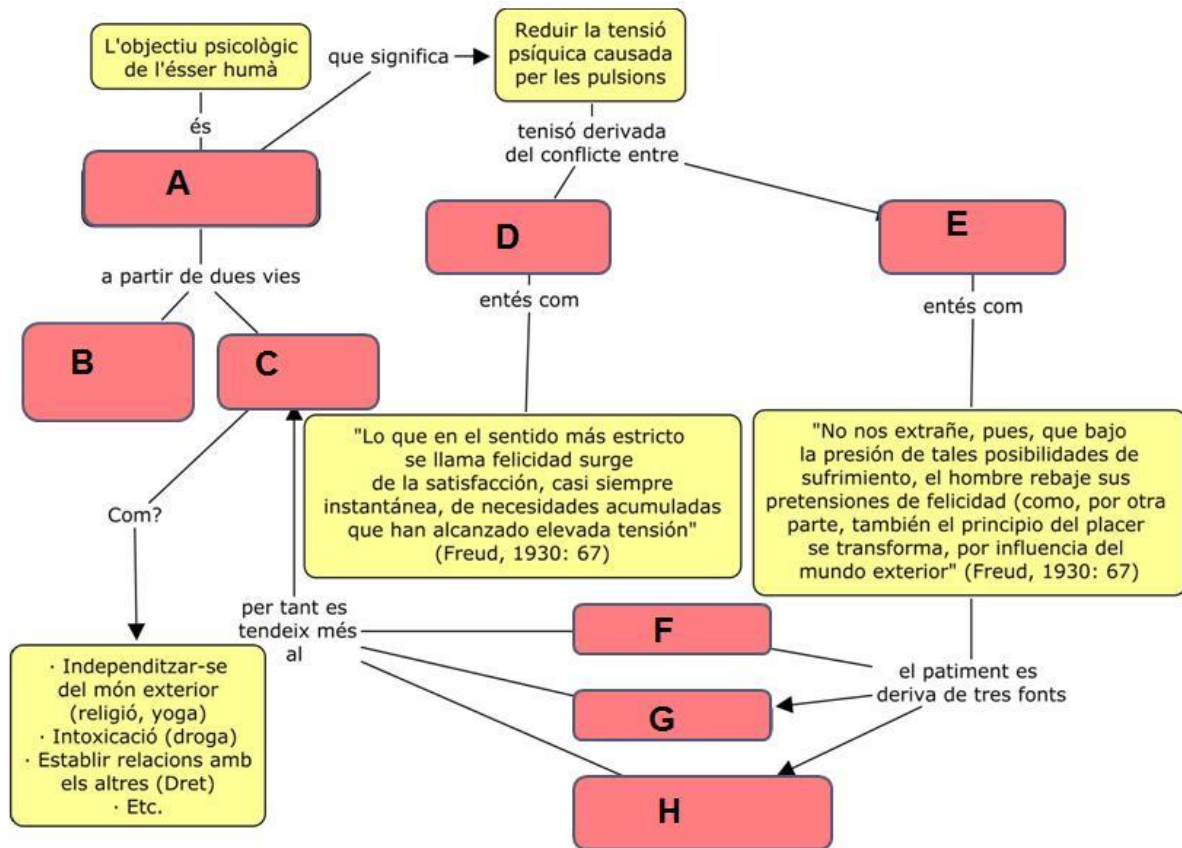 L'objectiu psicològic
de l'ésser humà
que significa
Reduir la tensió
psíquica causada
per les pulsions
és
tenisó derivada
del conflicte entre
A
D
E
a partir de dues vies
entés com
entés com
B
C
"Lo que en el sentido más estricto
se llama felicidad surge
de la satisfacción, casi siempre
instantánea, de necesidades acumuladas
que han alcanzado elevada tensión"
(Freud, 1930: 67)
"No nos extrañe, pues, que bajo
la presión de tales posibilidades de
sufrimiento, el hombre rebaje sus
pretensiones de felicidad (como, por otra
parte, también el principio del placer
se transforma, por influencia del
mundo exterior" (Freud, 1930: 67)
Com?
per tant es
tendeix més
al
F
el patiment es
deriva de tres fonts
G
H
· Independitzar-se
del món exterior
(religió, yoga)
· Intoxicació (droga)
· Establir relacions amb
els altres (Dret)
· Etc.